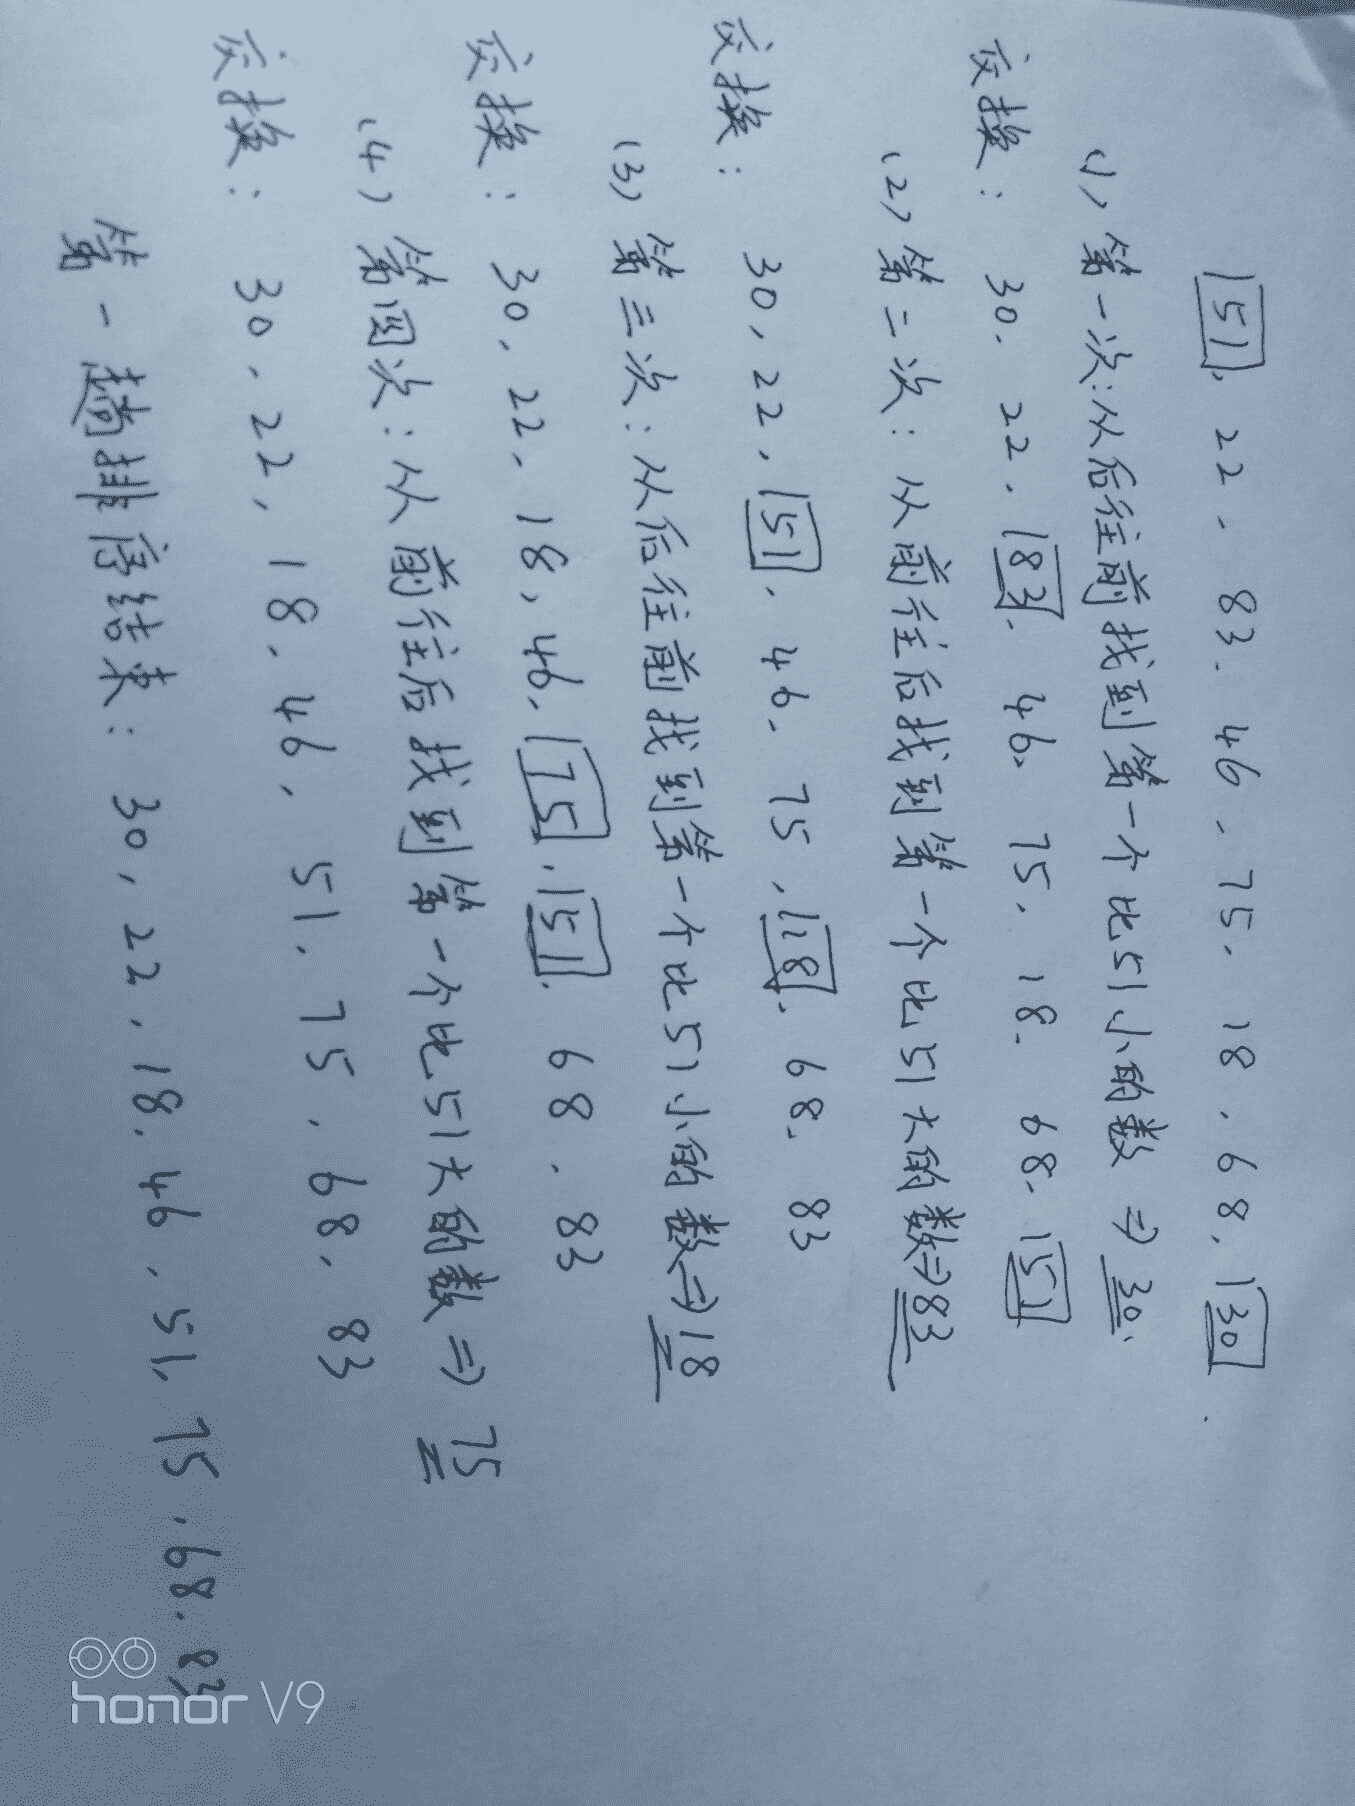 51, 22, 83, 46, 75, 18, 68, 30.
(1) 第一次:从后往前找到第一个比51小的数 ⇒ 30.
交换: 30, 22, 83, 46, 75, 18, 68, 51
(2) 第二次: 从前往后找到第一个比51大的数⇒83
交换: 30, 22, 51, 46, 75, 18, 68, 83
(3) 第三次: 从后往前找到第一个比51小的数⇒18
交换: 30, 22, 18, 46, 75, 51, 68, 83
(4) 第四次: 从前往后找到第一个比51大的数 ⇒ 75
交换: 30, 22, 18, 46, 51, 75, 68, 83
第一趟排序结束: 30, 22, 18, 46, 51, 75, 68, 83
honor V9